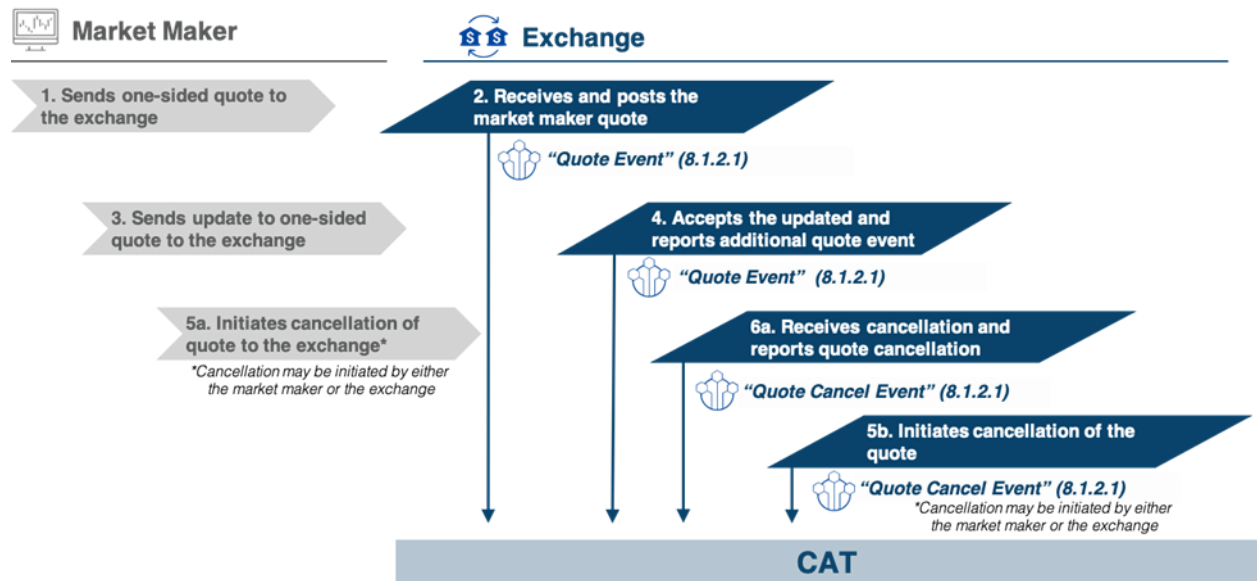 Market Maker
Exchange
1. Sends one-sided quote to
the exchange
2. Receives and posts the
market maker quote
"Quote Event" (8.1.2.1)
3. Sends update to one-sided
quote to the exchange
4. Accepts the updated and
reports additional quote event
"Quote Event" (8.1.2.1)
5a. Initiates cancellation of
quote to the exchange*
*Cancellation may be initiated by either
the market maker or the exchange
6a. Receives cancellation and
reports quote cancellation
"Quote Cancel Event" (8.1.2.1)
5b. Initiates cancellation of the
quote
"Quote Cancel Event" (8.1.2.1)
*Cancellation may be initiated by either
the market maker or the exchange
CAT